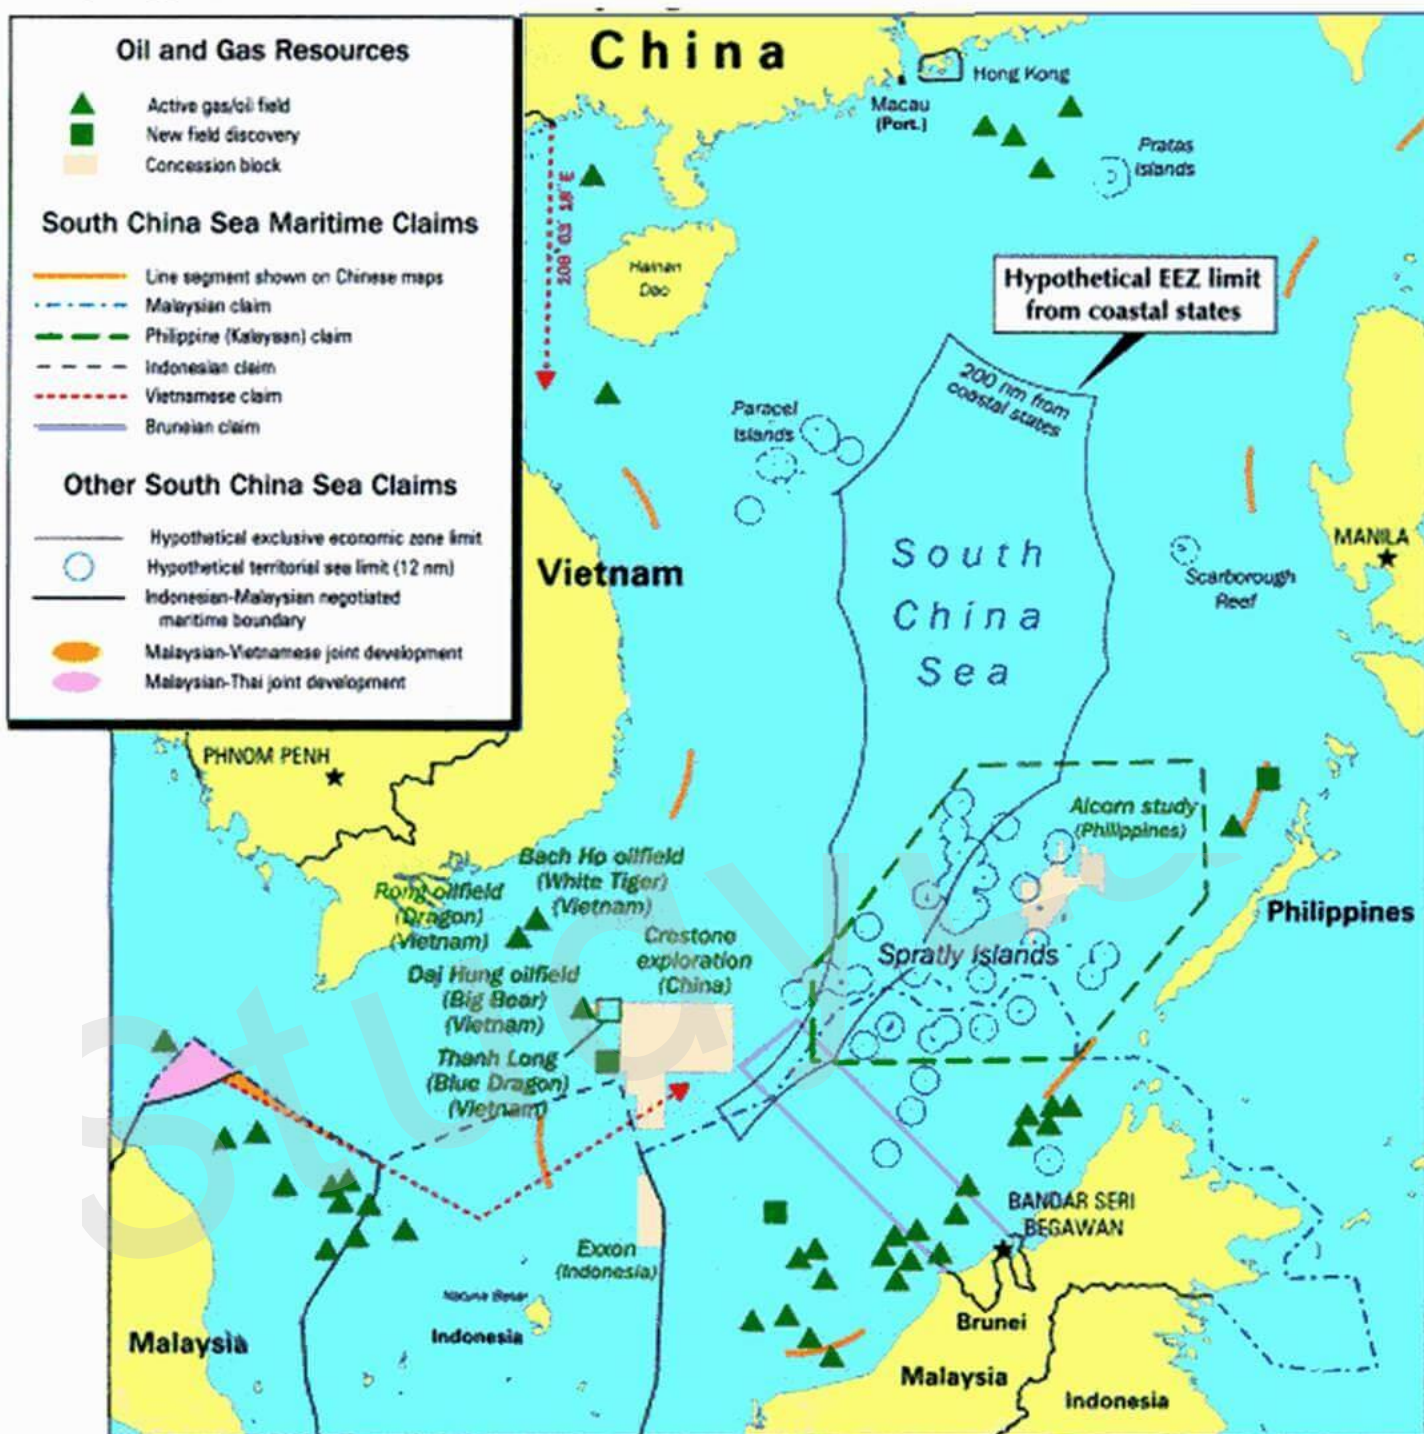 Oil and Gas Resources
Active gas/oil field
New field discovery
Concession block
South China Sea Maritime Claims
Line segment shown on Chinese maps
Malaysian claim
Philippine (Kalayaan) claim
Indonesian claim
Vietnamese claim
Bruneian claim
Other South China Sea Claims
Hypothetical exclusive economic zone limit
Hypothetical territorial sea limit (12 nm)
Indonesian-Malaysian negotiated
maritime boundary
Malaysian-Vietnamese joint development
Malaysian-Thai joint development
China
Hong Kong
Macau
(Port.)
Pratas
Islands
Hainan
Dao
Hypothetical EEZ limit
from coastal states
200 nm from
coastal states
Paracel
Islands
South
China
Sea
MANILA
Scarborough
Reef
Vietnam
PHNOM PENH
Alcorn study
(Philippines)
Bach Ho oilfield
(White Tiger)
(Vietnam)
Rong oilfield
(Dragon)
(Vietnam)
Philippines
Crestone
exploration
(China)
Spratly Islands
Dai Hung oilfield
(Big Bear)
(Vietnam)
Thanh Long
(Blue Dragon)
(Vietnam)
BANDAR SERI
BEGAWAN
Exxon
(Indonesia)
Indonesia
Malaysia
Brunei
Malaysia
Indonesia